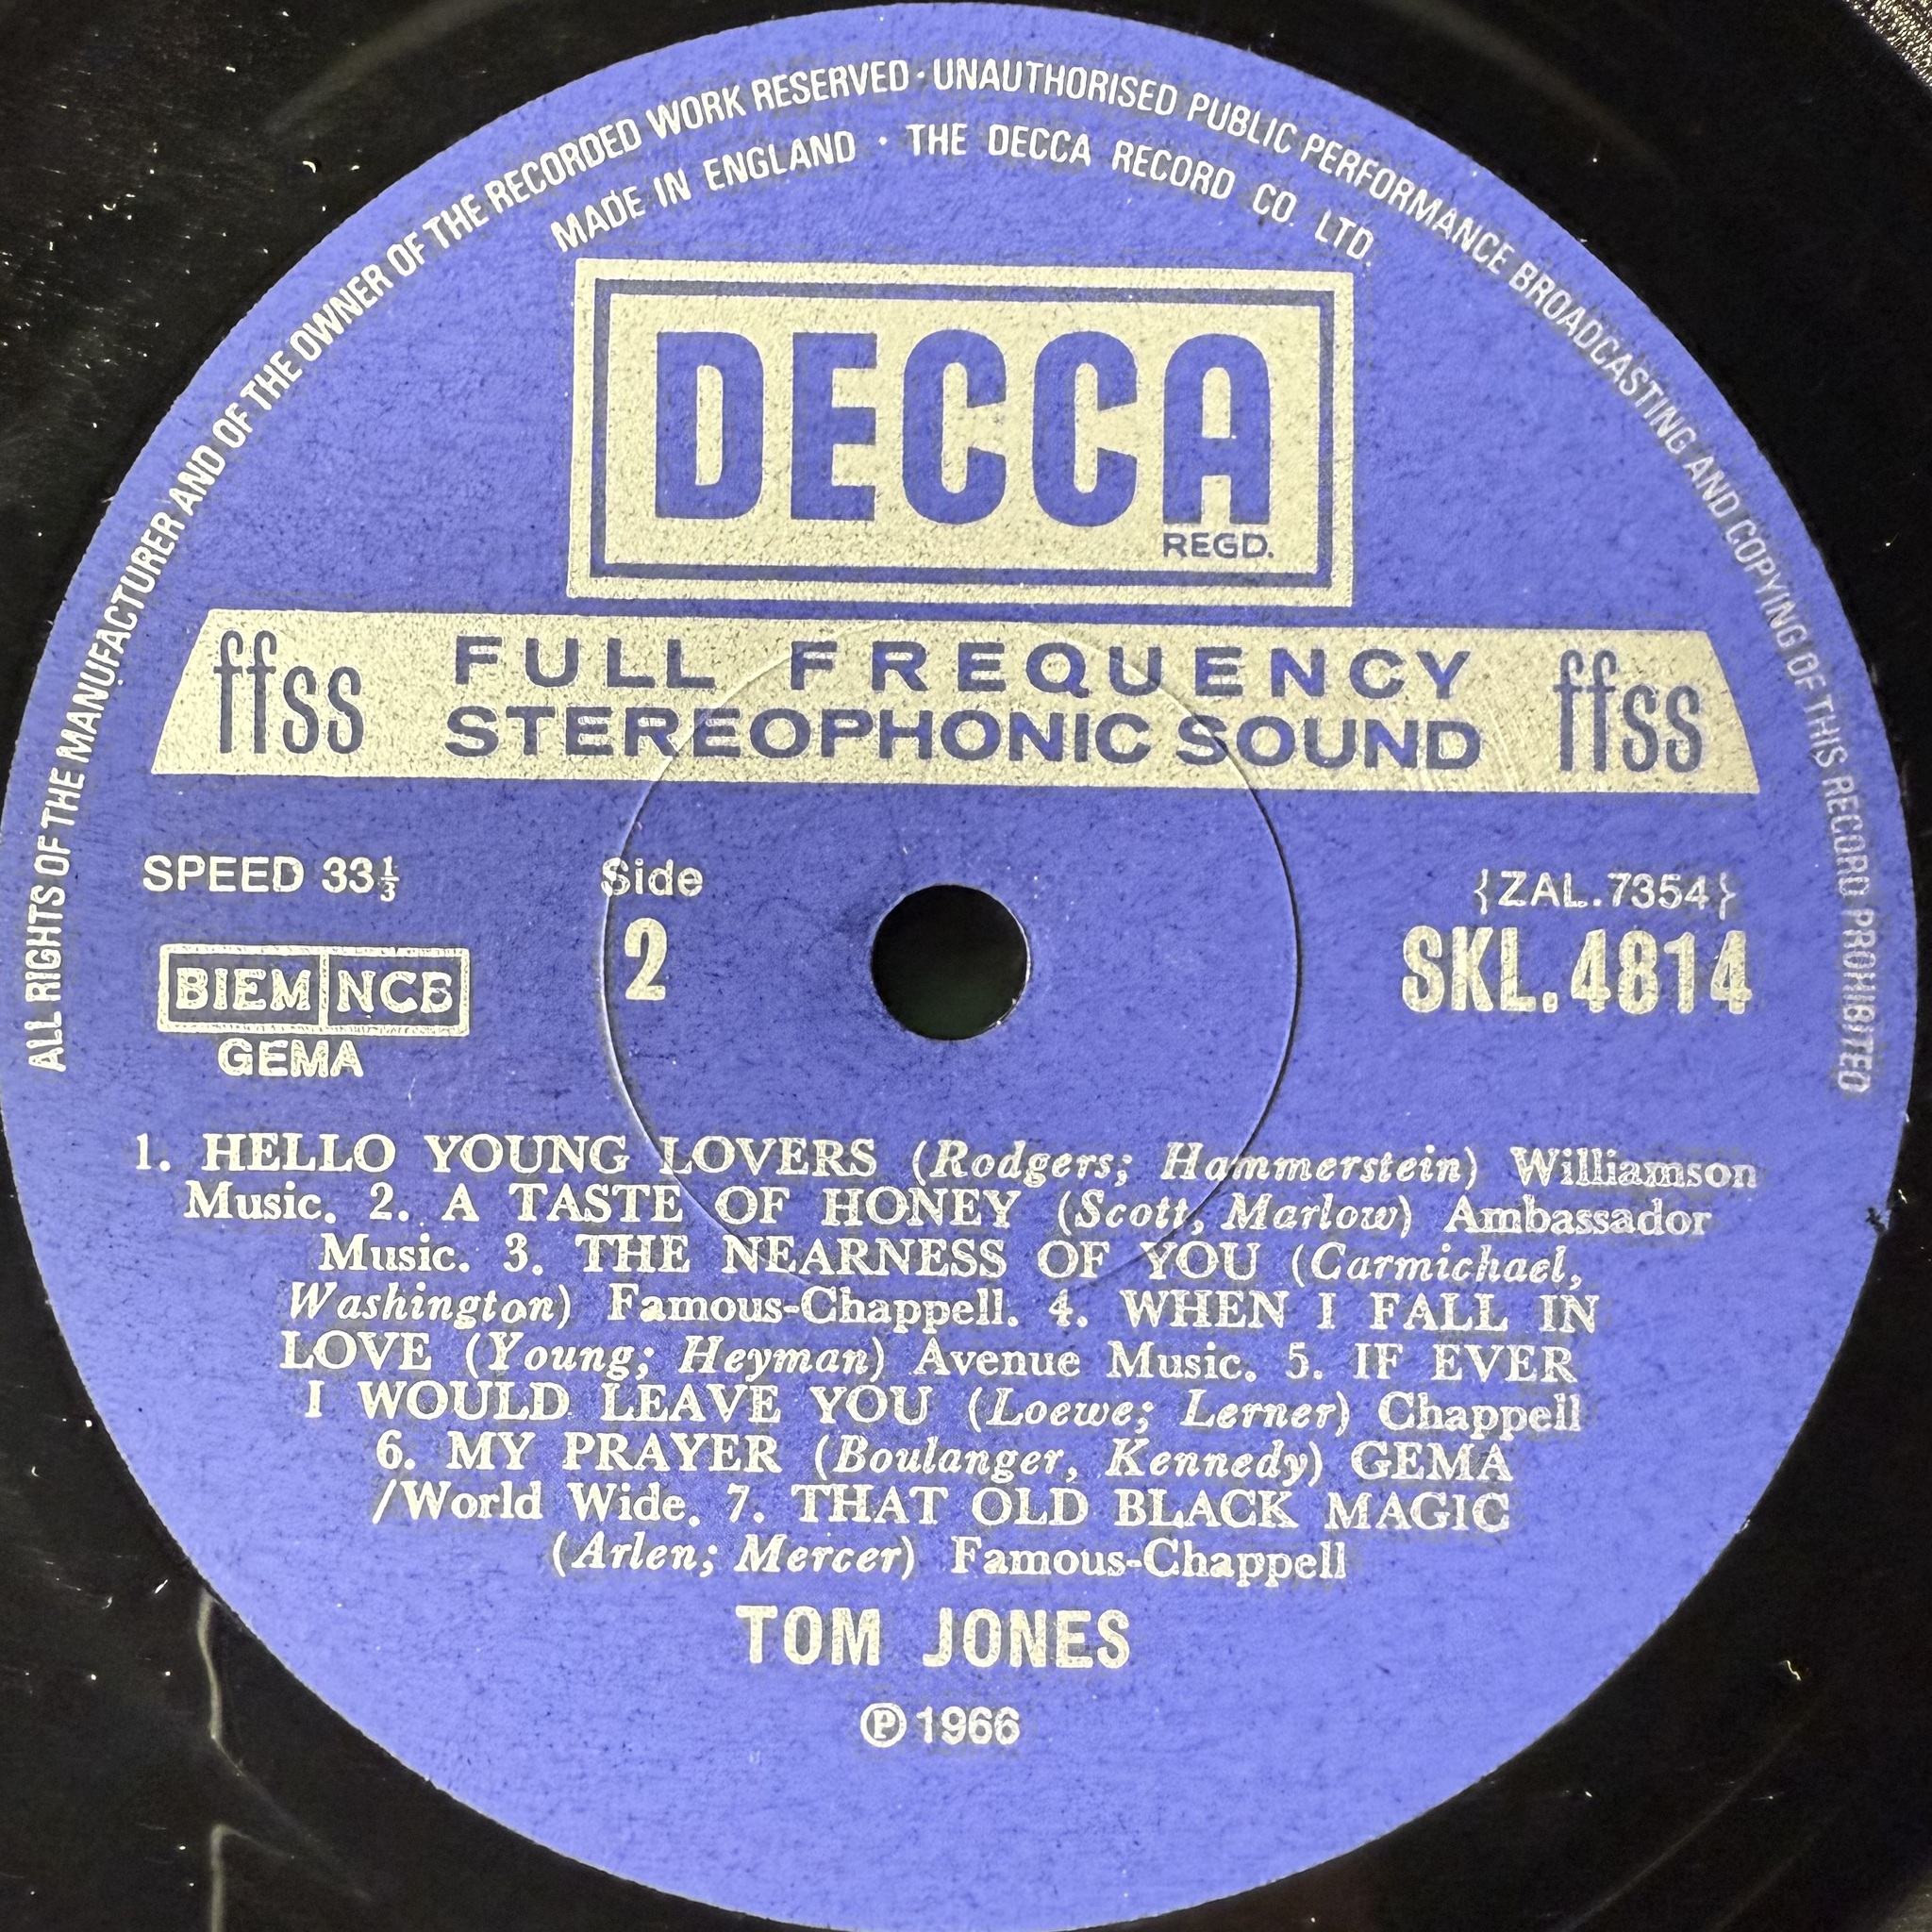 ALL RIGHTS OF THE MANUFACTURER AND OF THE OWNER OF THE RECORDED WORK RESERVED · UNAUTHORISED PUBLIC PERFORMANCE BROADCASTING AND COPYING OF THIS RECORD PROHIBITED
MADE IN ENGLAND · THE DECCA RECORD CO. LTD.
DECCA
REGD.
ffss FULL FREQUENCY ffss
STEREOPHONIC SOUND
SPEED 33⅓ Side {ZAL.7354}
2 SKL.4814
BIEM NCB
GEMA
1. HELLO YOUNG LOVERS (Rodgers; Hammerstein) Williamson
Music. 2. A TASTE OF HONEY (Scott, Marlow) Ambassador
Music. 3. THE NEARNESS OF YOU (Carmichael,
Washington) Famous-Chappell. 4. WHEN I FALL IN
LOVE (Young; Heyman) Avenue Music. 5. IF EVER
I WOULD LEAVE YOU (Loewe; Lerner) Chappell
6. MY PRAYER (Boulanger, Kennedy) GEMA
/World Wide. 7. THAT OLD BLACK MAGIC
(Arlen; Mercer) Famous-Chappell
TOM JONES
℗ 1966